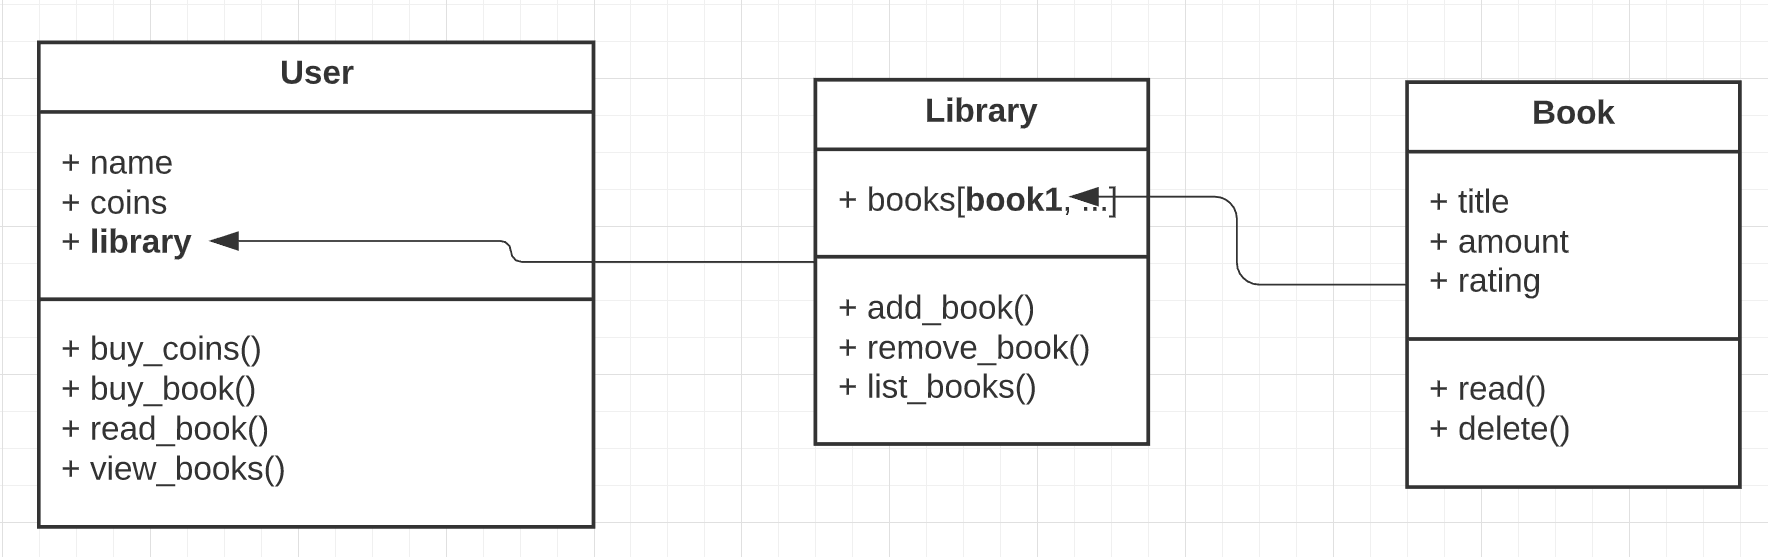 User
+ name
+ coins
+ library
+ buy_coins()
+ buy_book()
+ read_book()
+ view_books()
Library
+ books[book1, ...]
+ add_book()
+ remove_book()
+ list_books()
Book
+ title
+ amount
+ rating
+ read()
+ delete()